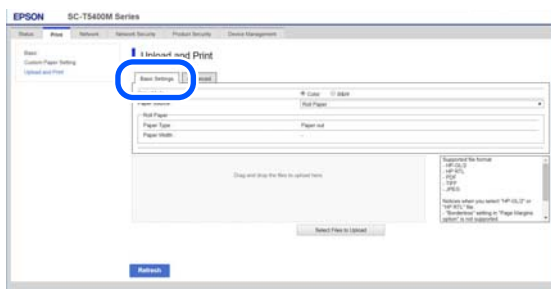 EPSON SC-T5400M Series
Status Print Network Network Security Product Security Device Management
Basic
Custom Paper Setting
Upload and Print
Upload and Print
Basic Settings
Color B&W
Paper Source Roll Paper
Roll Paper
Paper Type Paper out
Paper Width --
Drag and drop the files to upload here.
Supported file format
- HP-GL/2
- HP RTL
- PDF
- TIFF
- JPEG
Notices when you select "HP-GL/2" or
"HP RTL" file
- "Borderless" setting in "Page Margins
option" is not supported
Select Files to Upload
Refresh